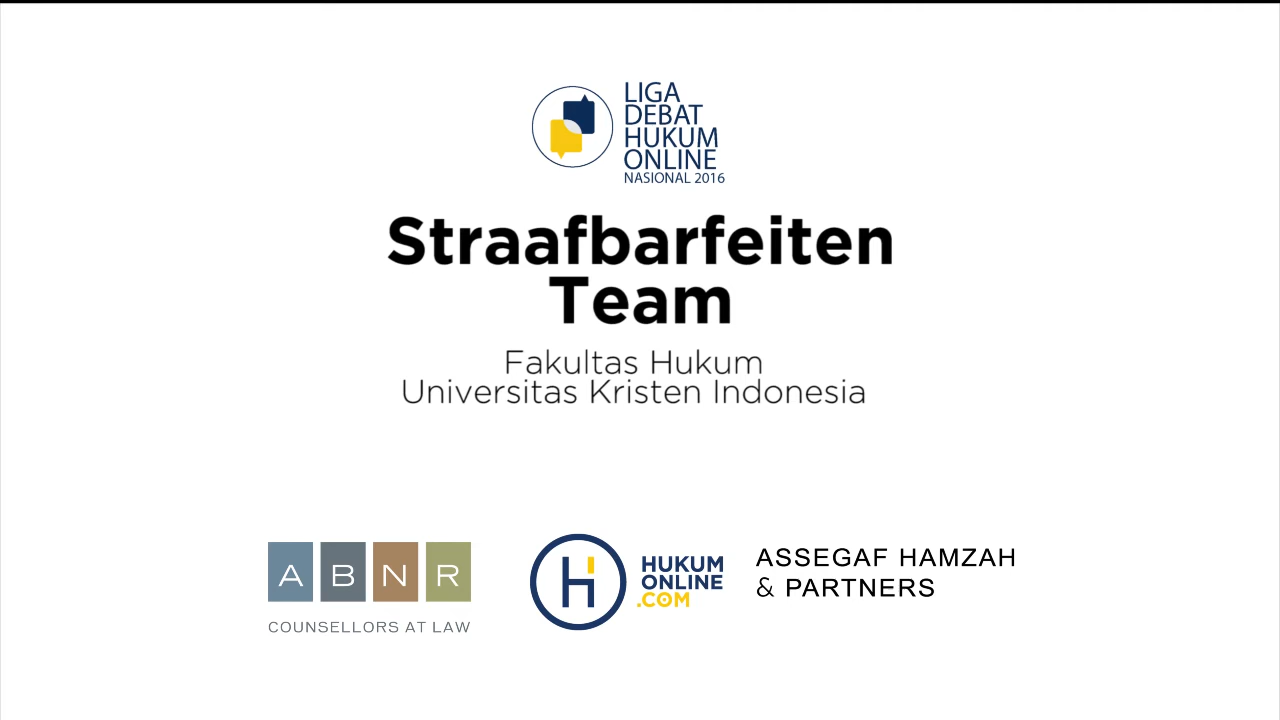 LIGA
DEBAT
HUKUM
ONLINE
NASIONAL 2016
Straafbarfeiten
Team
Fakultas Hukum
Universitas Kristen Indonesia
A B N R
COUNSELLORS AT LAW
H
HUKUM
ONLINE
.COM
ASSEGAF HAMZAH
& PARTNERS